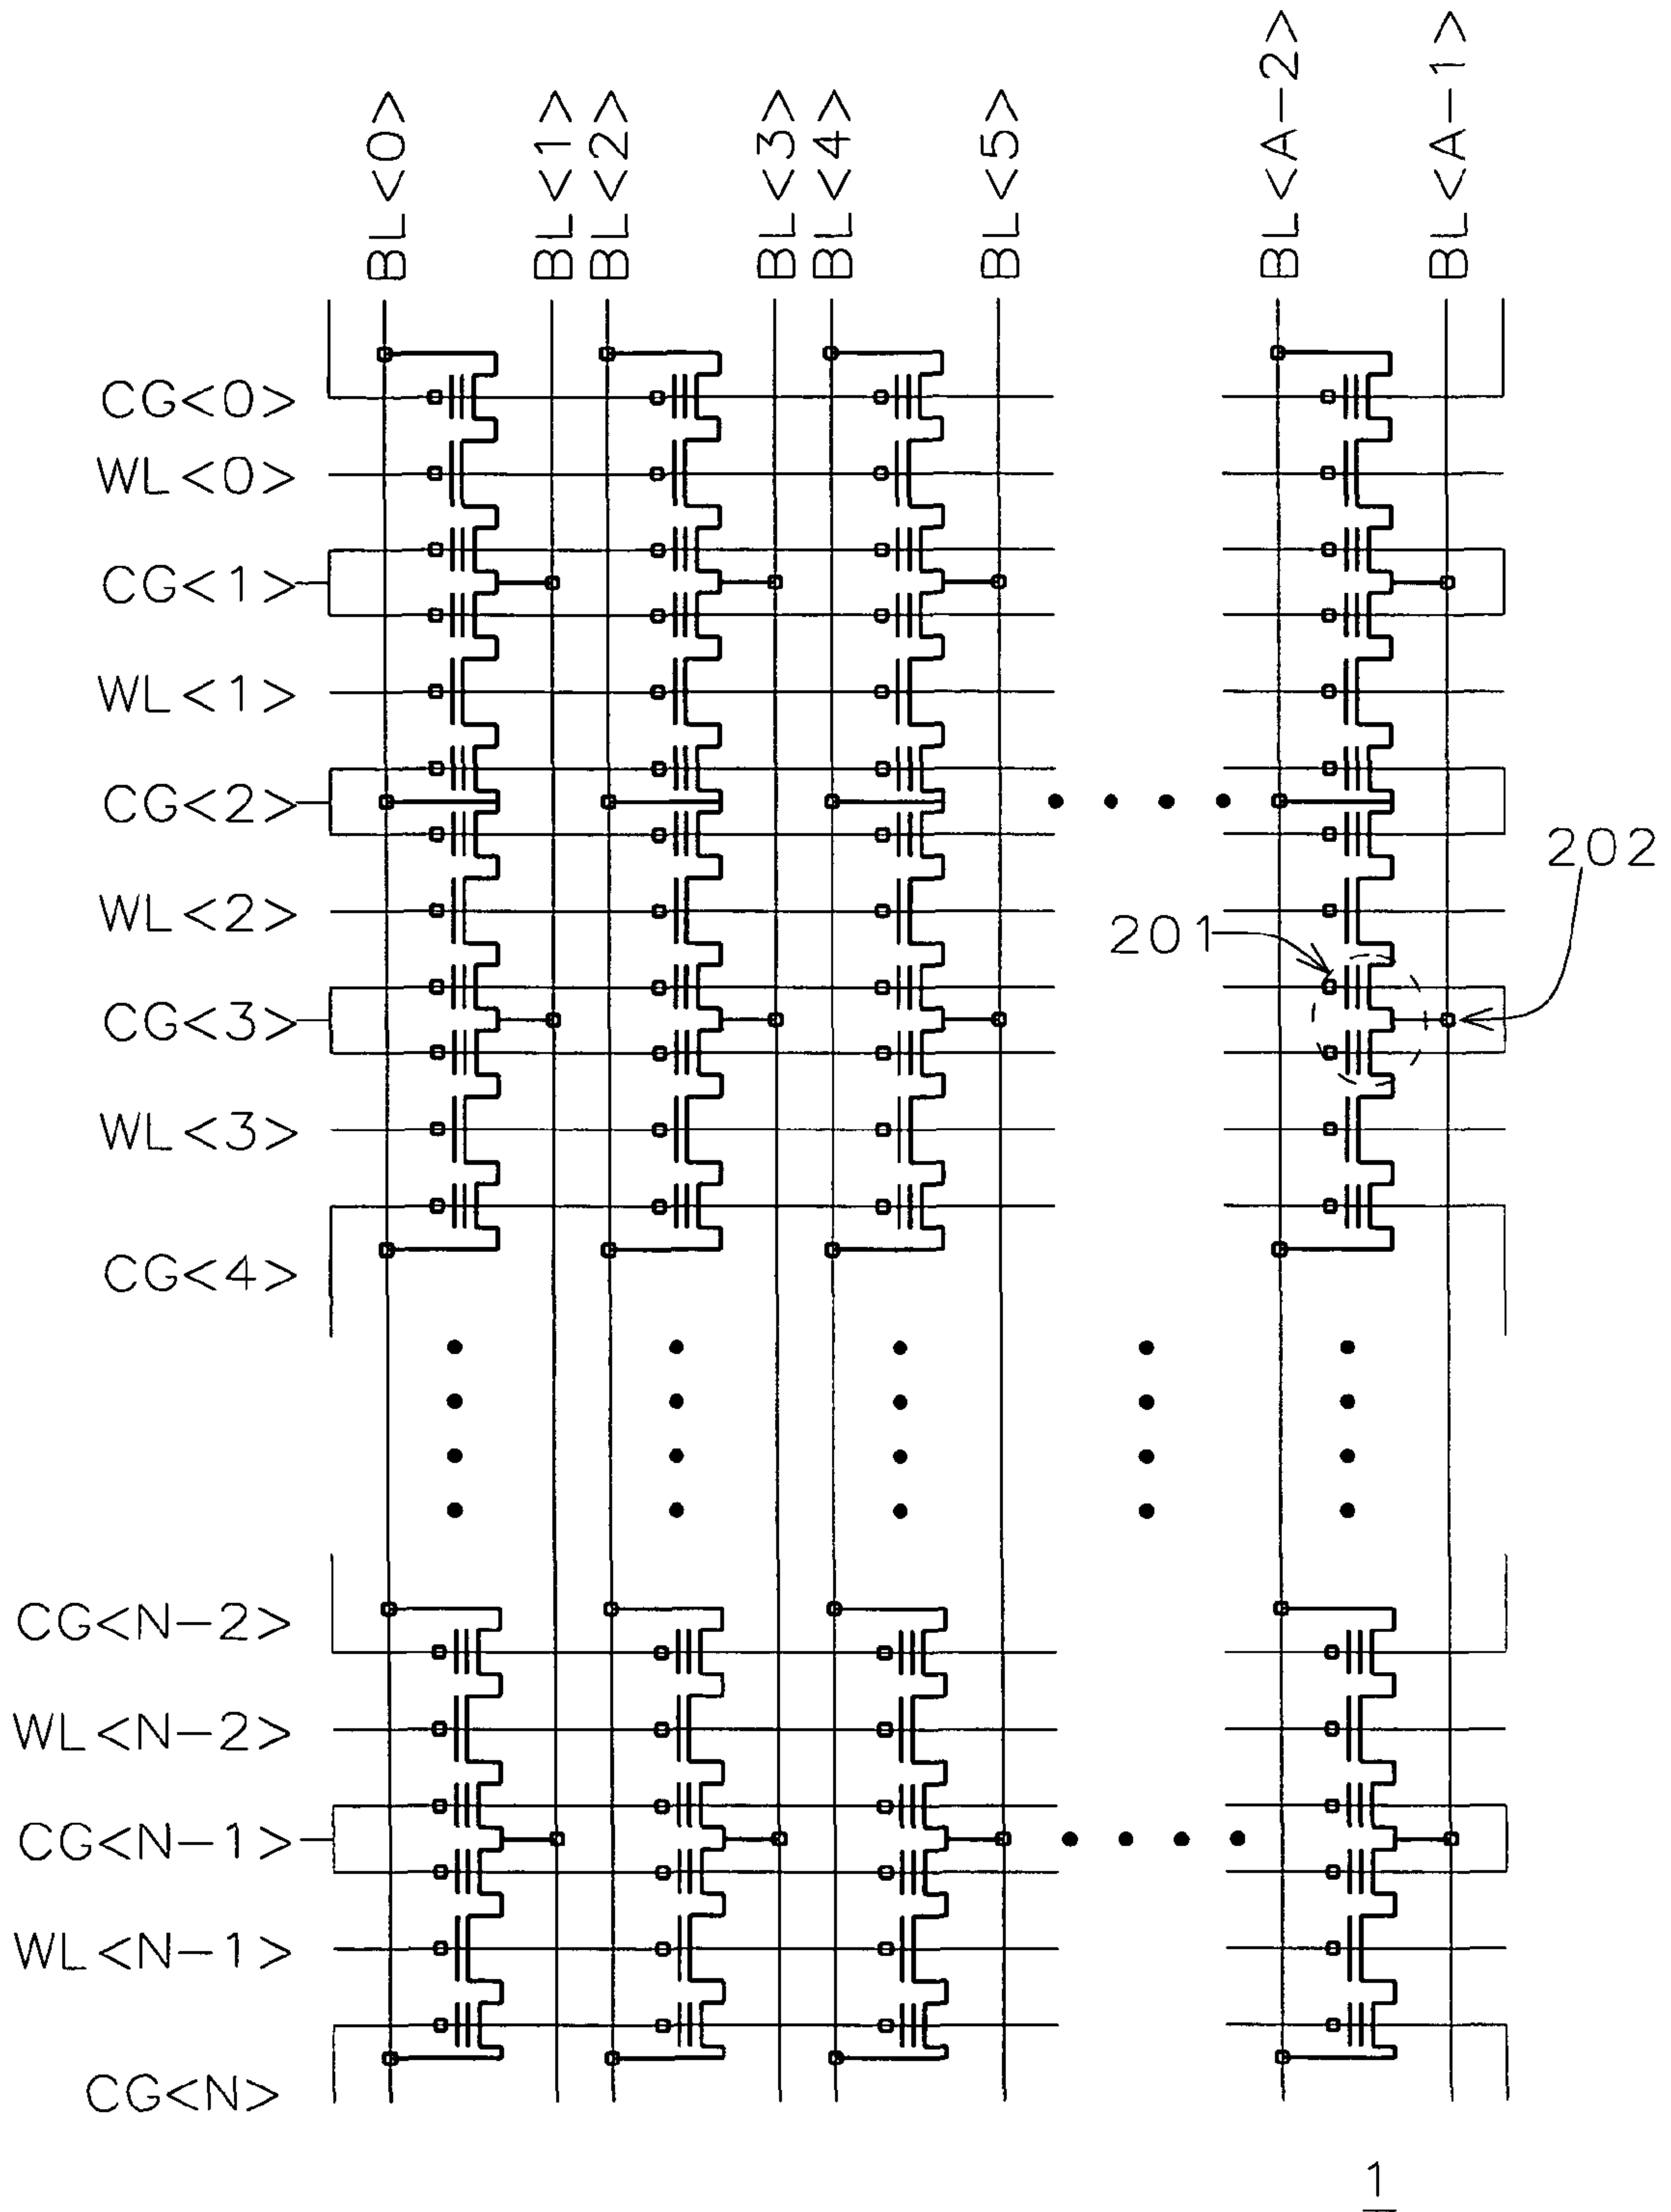 BL<0>
BL<1>
BL<2>
BL<3>
BL<4>
BL<5>
BL<A-2>
BL<A-1>
CG<0>
WL<0>
CG<1>
WL<1>
CG<2>
202
WL<2>
201
CG<3>
WL<3>
CG<4>
CG<N-2>
WL<N-2>
CG<N-1>
WL<N-1>
CG<N>
1